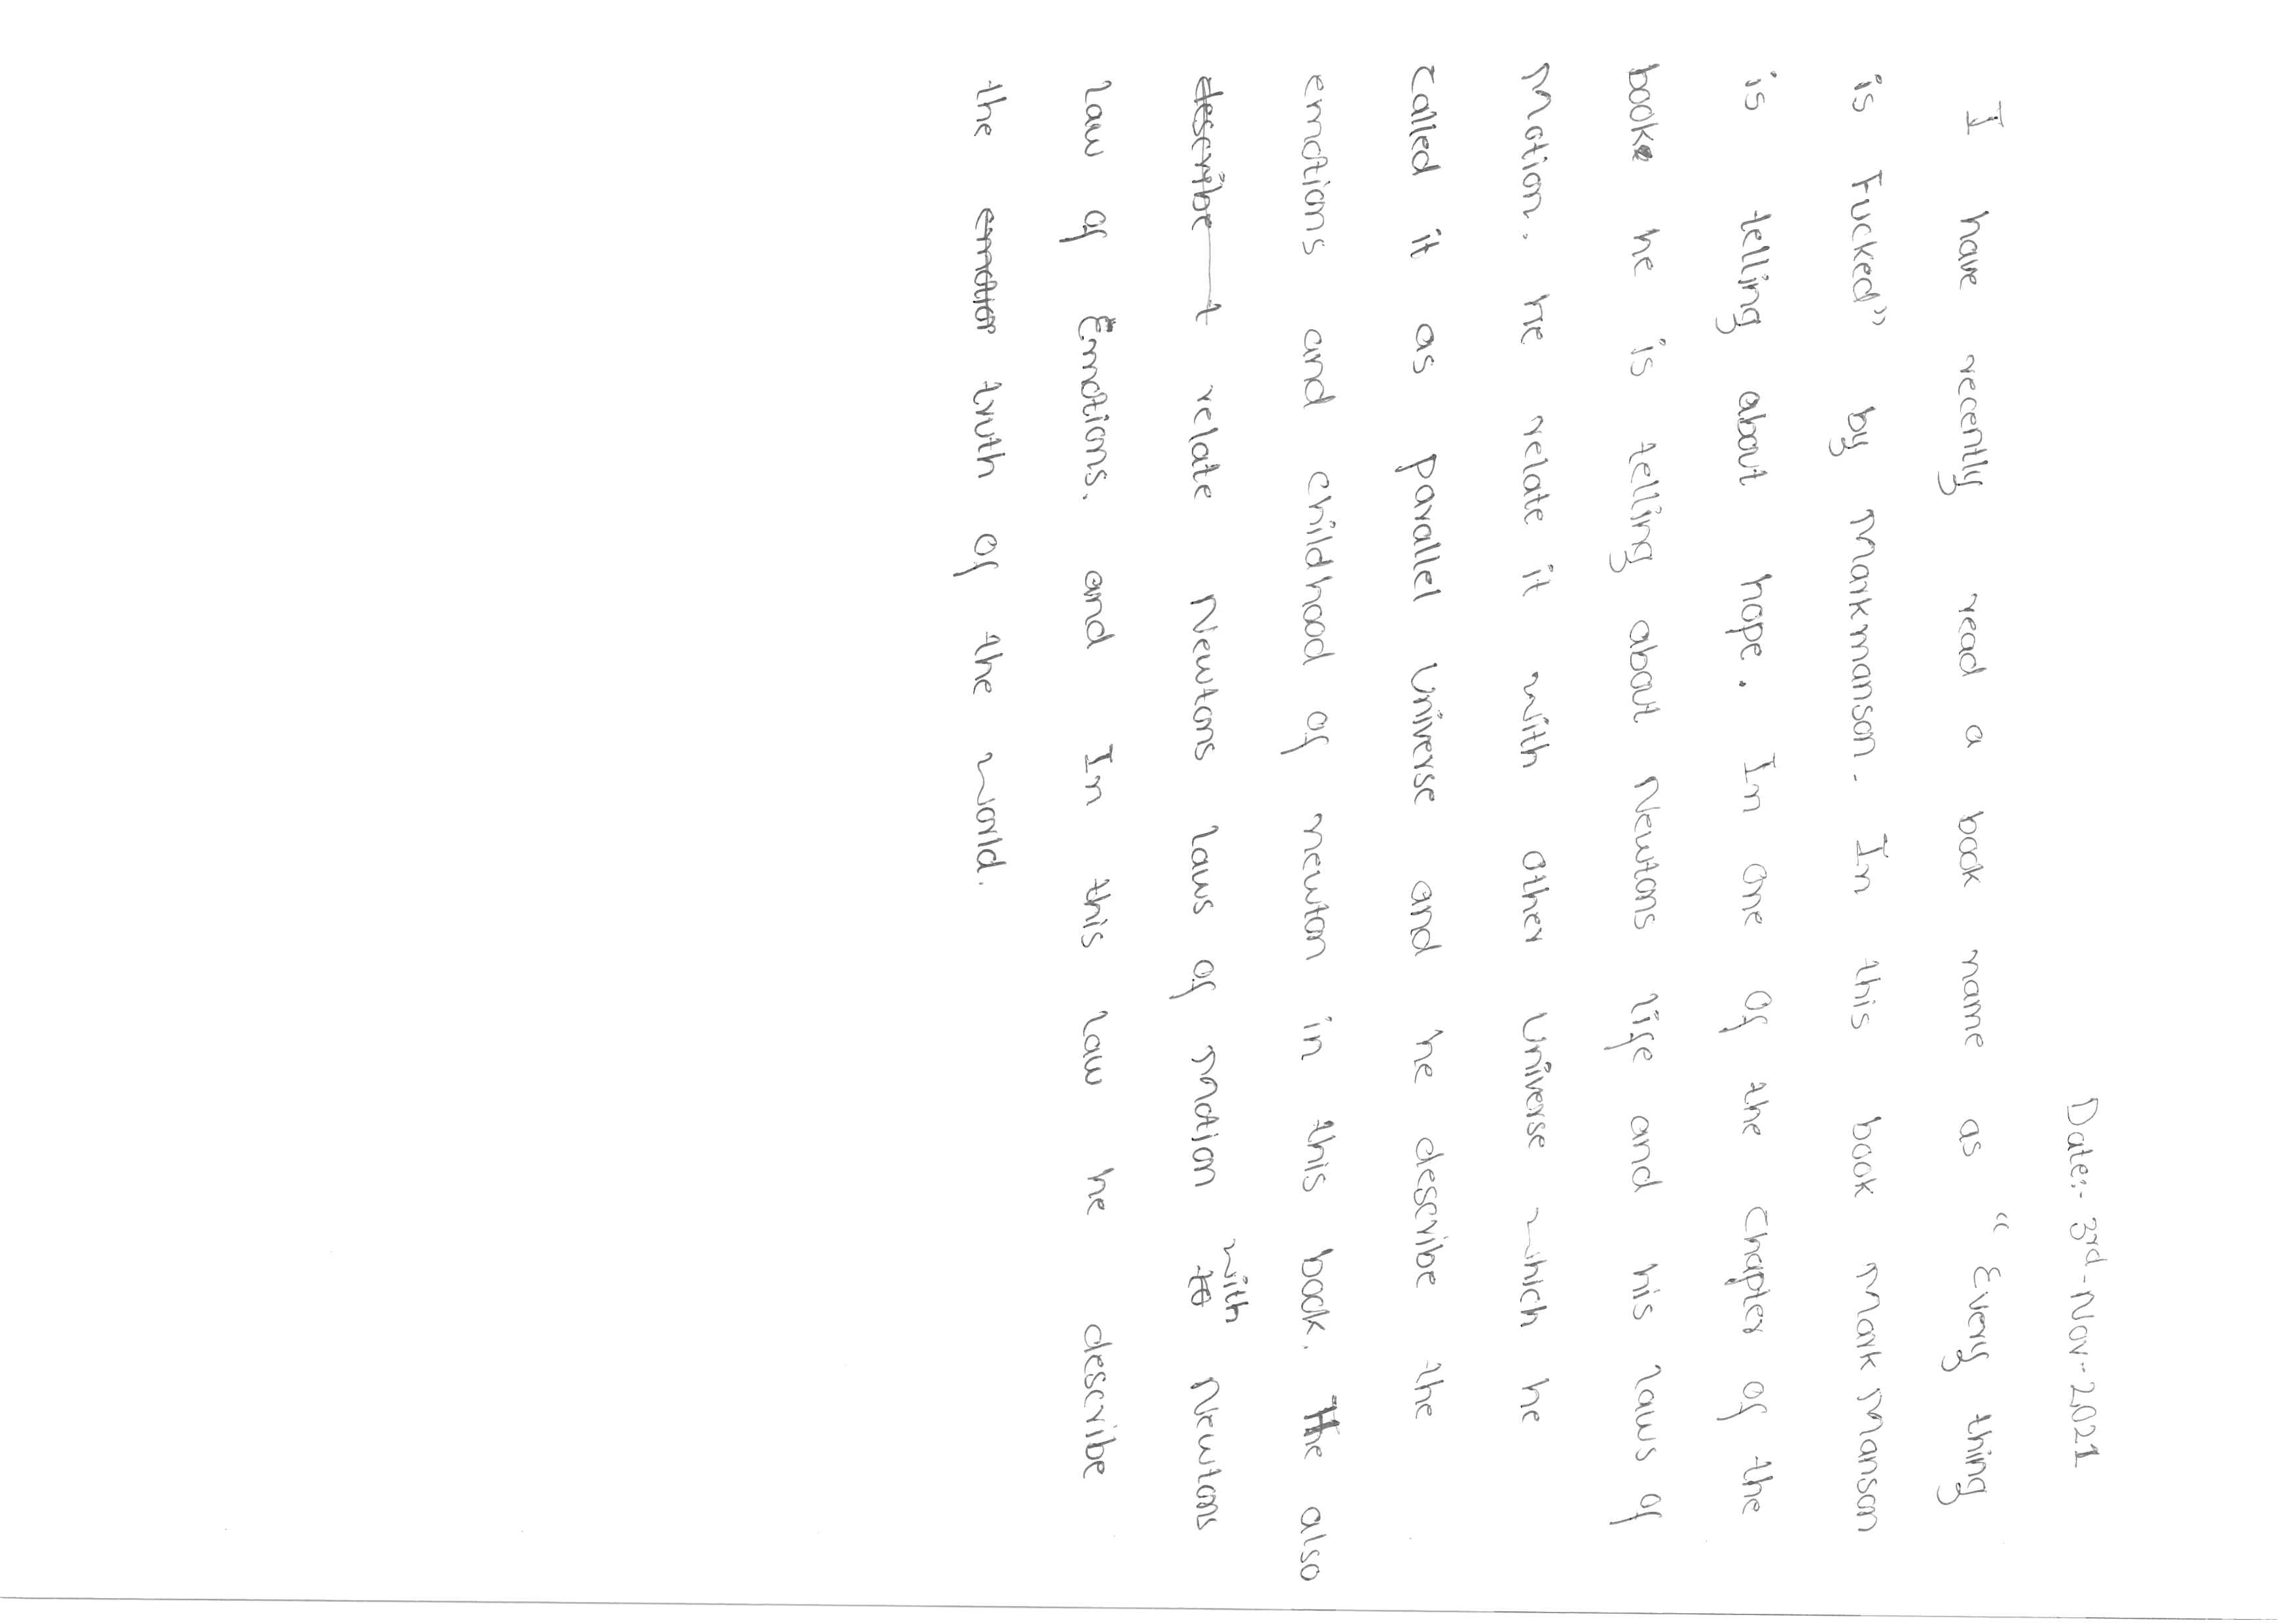 Date:- 3rd-Nov-2021
I have recently read a book name as " Every thing
is Fucked" by Markmanson. In this book Mark Manson
is telling about hope. In one of the Chapter of the
book he is telling about Newtons life and his laws of
Motion. he relate it with other Universe which he
called it as parallel Universe and he describe the
emotions and childhood of newton in this book. He also
describe t relate Newtons laws of Motion to with Newtons
law of Emotions. and In this law he describe
the emotion truth of the world.